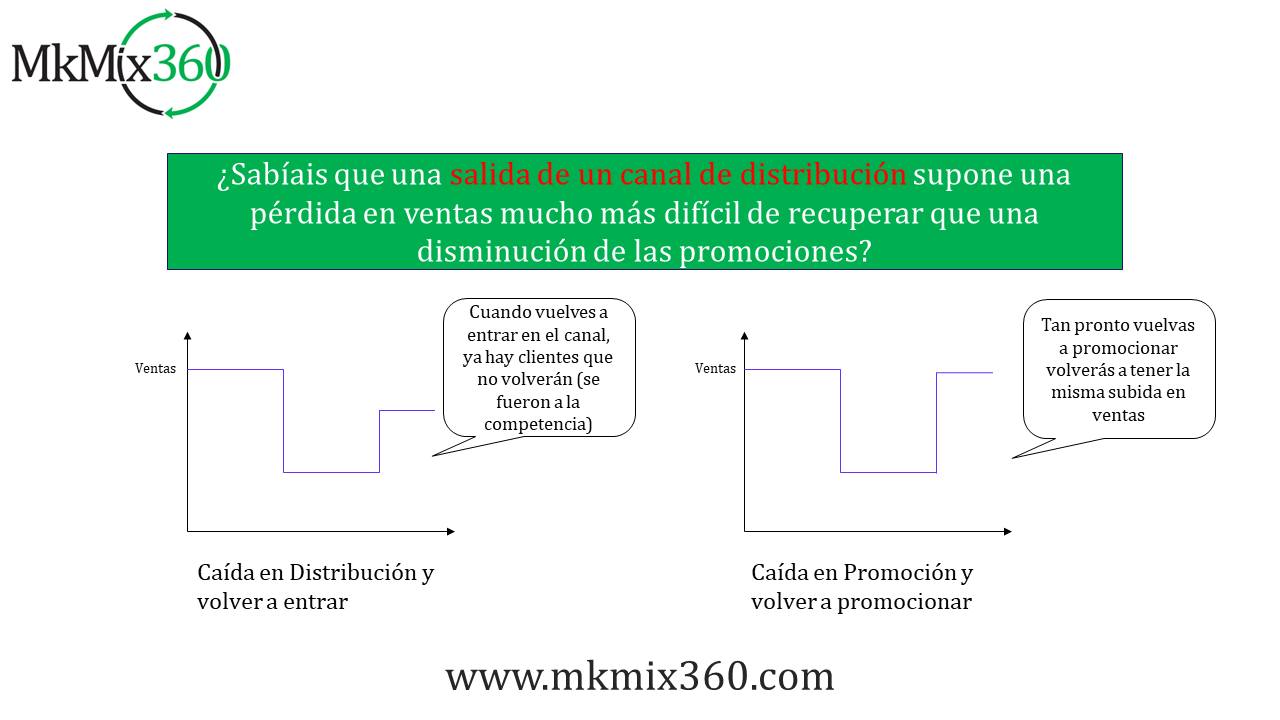 MkMix360
¿Sabíais que una salida de un canal de distribución supone una
pérdida en ventas mucho más difícil de recuperar que una
disminución de las promociones?
Cuando vuelves a
entrar en el canal,
ya hay clientes que
no volverán (se
fueron a la
competencia)
Ventas
Caída en Distribución y
volver a entrar
Tan pronto vuelvas
a promocionar
volverás a tener la
misma subida en
ventas
Ventas
Caída en Promoción y
volver a promocionar
www.mkmix360.com